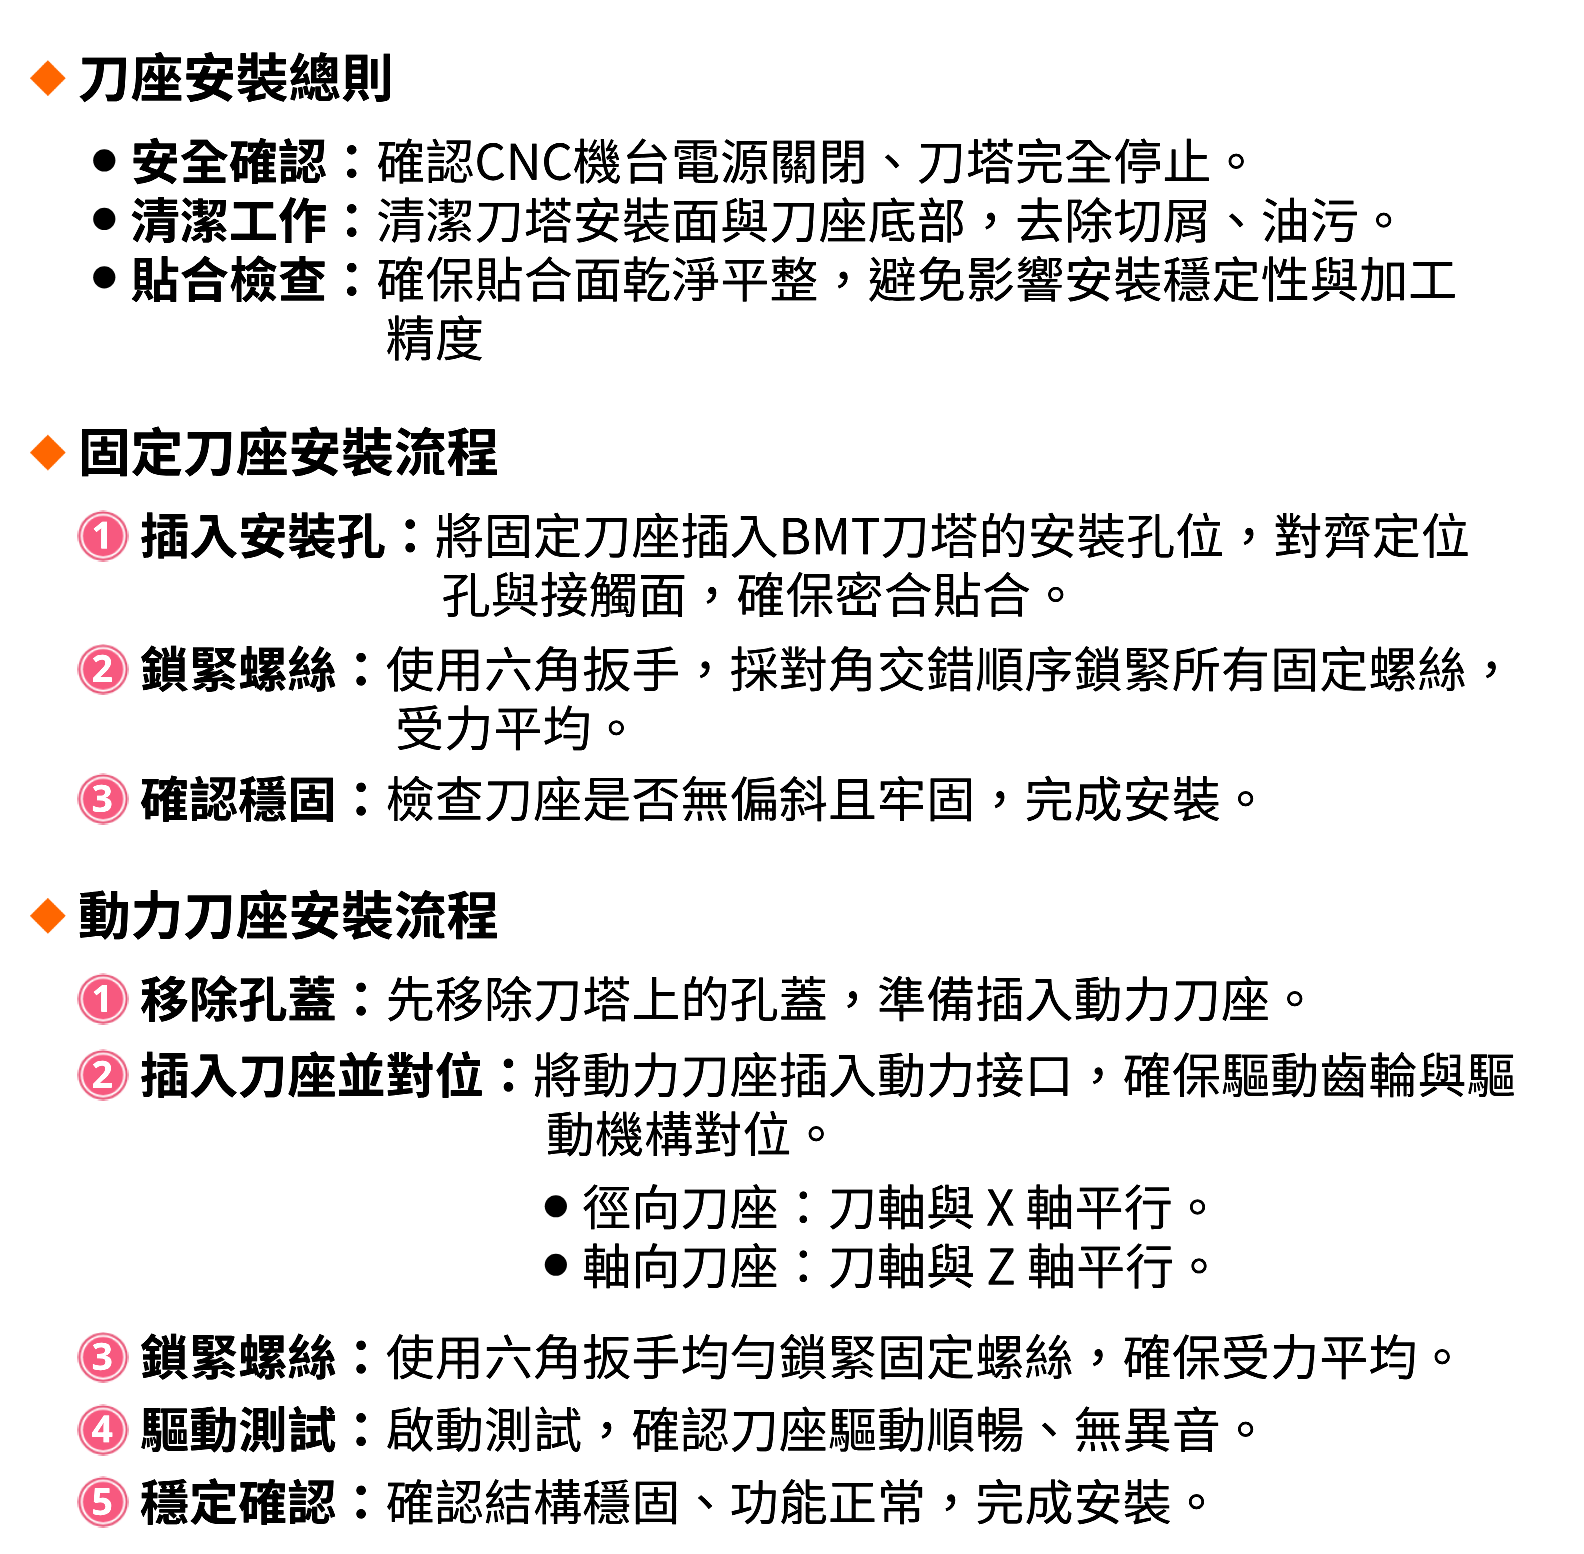 ◆ 刀座安裝總則
● 安全確認：確認CNC機台電源關閉、刀塔完全停止。
● 清潔工作：清潔刀塔安裝面與刀座底部，去除切屑、油污。
● 貼合檢查：確保貼合面乾淨平整，避免影響安裝穩定性與加工
精度
◆ 固定刀座安裝流程
1 插入安裝孔：將固定刀座插入BMT刀塔的安裝孔位，對齊定位
孔與接觸面，確保密合貼合。
2 鎖緊螺絲：使用六角扳手，採對角交錯順序鎖緊所有固定螺絲，
受力平均。
3 確認穩固：檢查刀座是否無偏斜且牢固，完成安裝。
◆ 動力刀座安裝流程
1 移除孔蓋：先移除刀塔上的孔蓋，準備插入動力刀座。
2 插入刀座並對位：將動力刀座插入動力接口，確保驅動齒輪與驅
動機構對位。
● 徑向刀座：刀軸與 X 軸平行。
● 軸向刀座：刀軸與 Z 軸平行。
3 鎖緊螺絲：使用六角扳手均勻鎖緊固定螺絲，確保受力平均。
4 驅動測試：啟動測試，確認刀座驅動順暢、無異音。
5 穩定確認：確認結構穩固、功能正常，完成安裝。